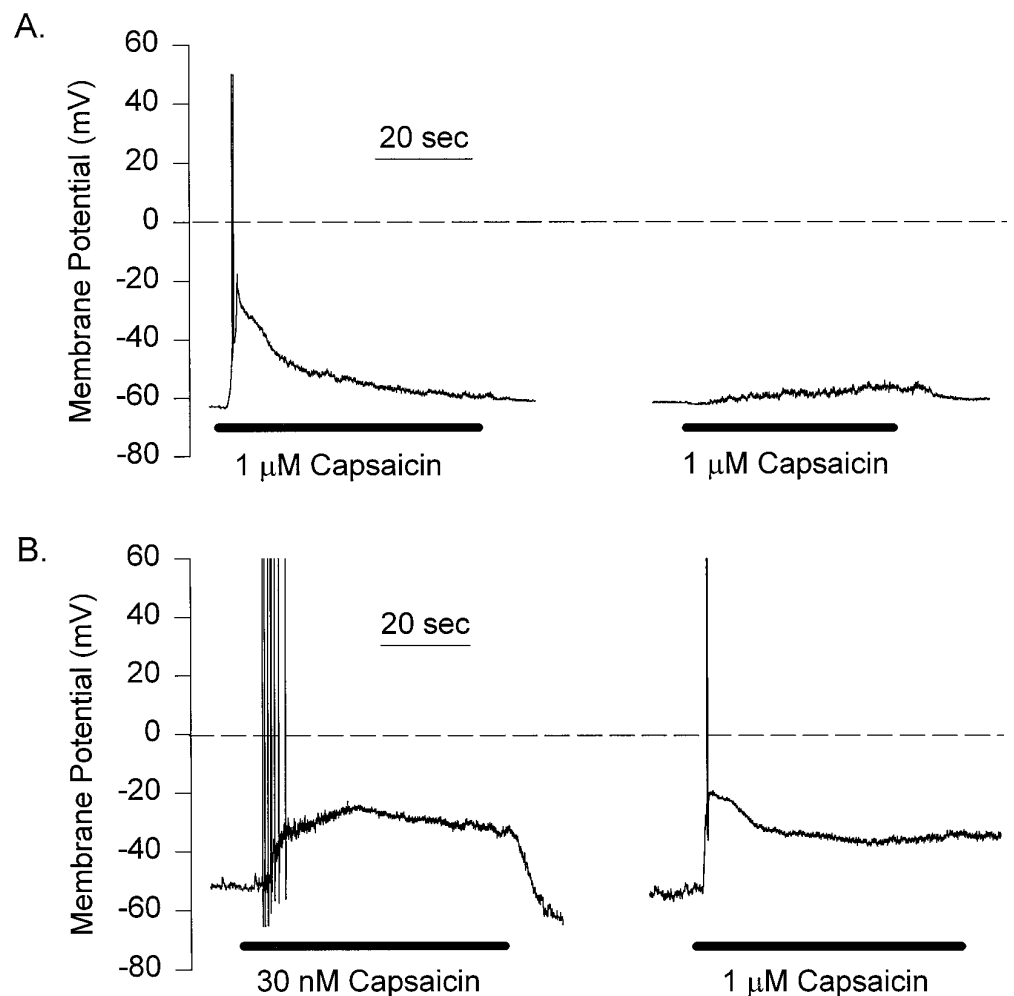 A.
Membrane Potential (mV)
60
40
20
0
-20
-40
-60
-80
20 sec
1 μM Capsaicin
1 μM Capsaicin
B.
Membrane Potential (mV)
60
40
20
0
-20
-40
-60
-80
20 sec
30 nM Capsaicin
1 μM Capsaicin